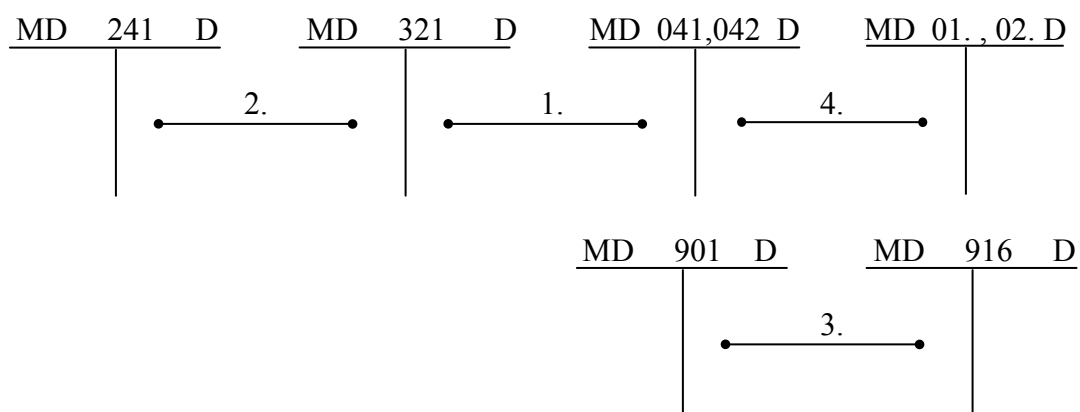 MD 241 D MD 321 D MD 041,042 D MD 01. , 02. D
2. 1. 4.
MD 901 D MD 916 D
3.